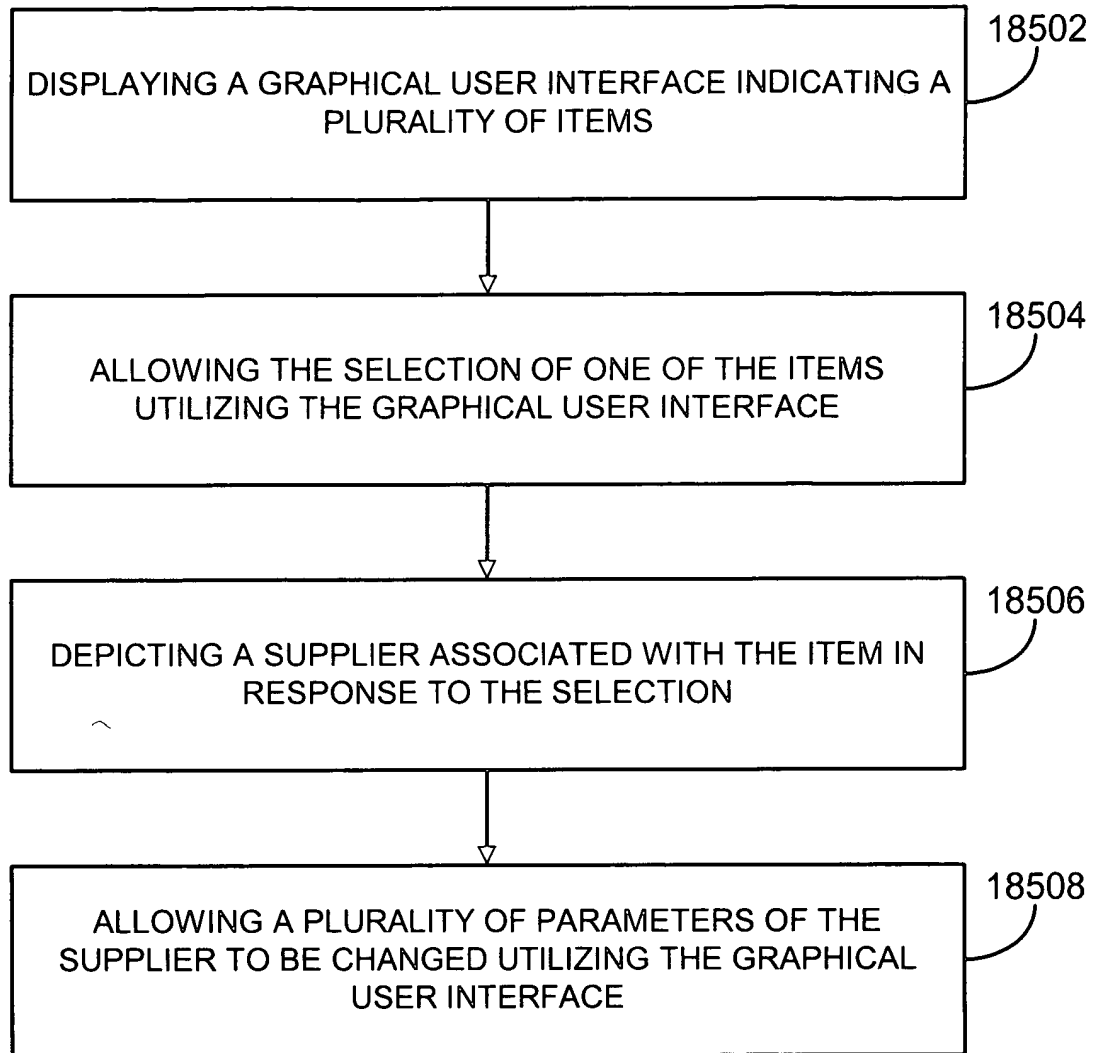 18502
DISPLAYING A GRAPHICAL USER INTERFACE INDICATING A
PLURALITY OF ITEMS
18504
ALLOWING THE SELECTION OF ONE OF THE ITEMS
UTILIZING THE GRAPHICAL USER INTERFACE
18506
DEPICTING A SUPPLIER ASSOCIATED WITH THE ITEM IN
RESPONSE TO THE SELECTION
18508
ALLOWING A PLURALITY OF PARAMETERS OF THE
SUPPLIER TO BE CHANGED UTILIZING THE GRAPHICAL
USER INTERFACE